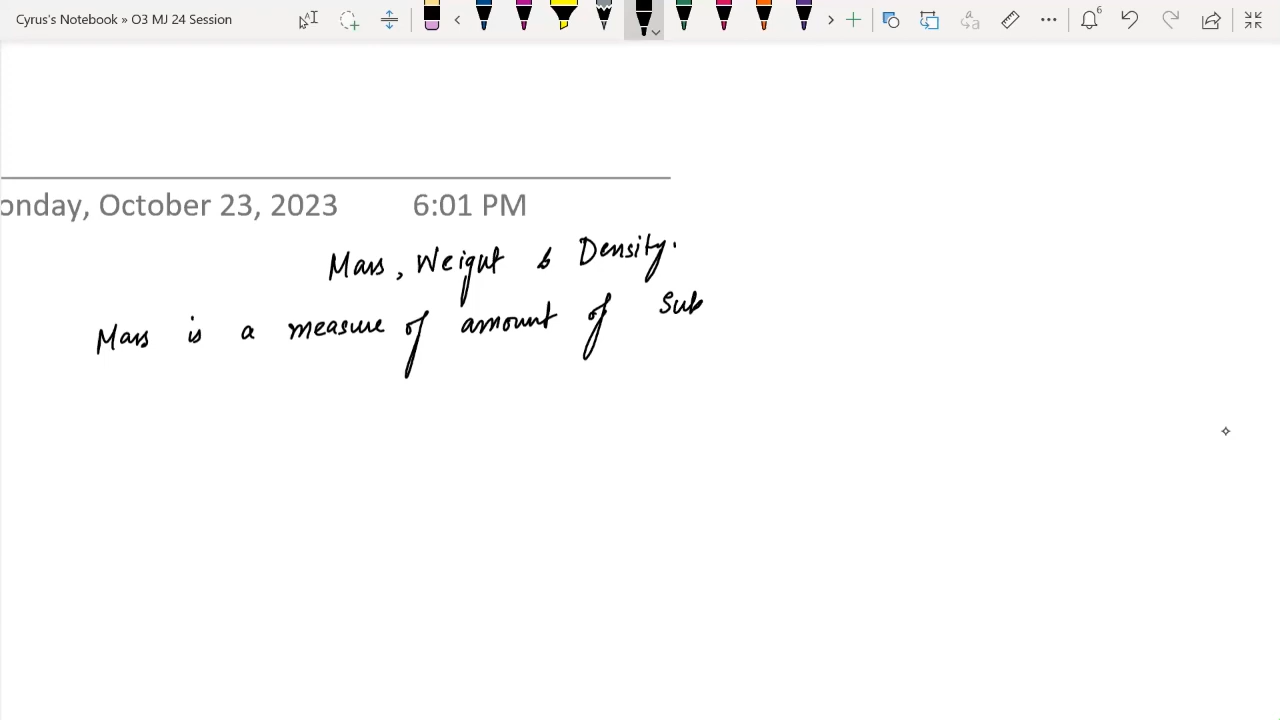 Cyrus's Notebook » O3 MJ 24 Session
6
onday, October 23, 2023 6:01 PM
Mass, Weight & Density.
Mass is a measure of amount of Sub